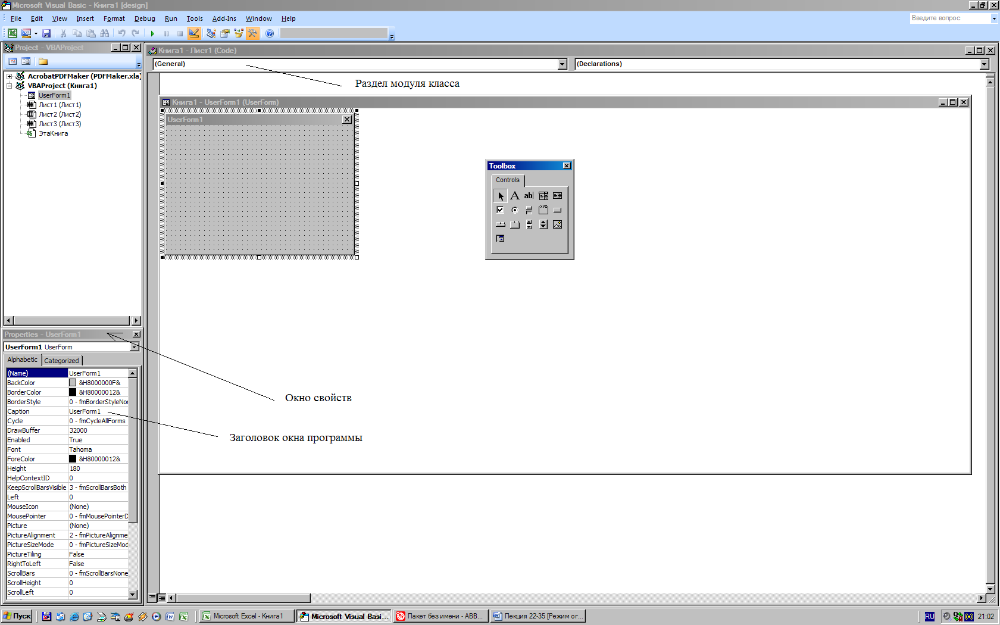 Microsoft Visual Basic - Книга1 [design]
File Edit View Insert Format Debug Run Tools Add-Ins Window Help
Введите вопрос
Project - VBAProject
AcrobatPDFMaker (PDFMaker.xla)
VBAProject (Книга1)
UserForm1
Лист1 (Лист1)
Лист2 (Лист2)
Лист3 (Лист3)
ЭтаКнига
Книга1 - Лист1 (Code)
(General)
(Declarations)
Раздел модуля класса
Книга1 - UserForm1 (UserForm)
UserForm1
Toolbox
Controls
A ab|
XYZ
Properties - UserForm1
UserForm1 UserForm
Alphabetic Categorized
(Name) UserForm1
BackColor &H8000000F&
BorderColor &H80000012&
BorderStyle 0 - fmBorderStyleNor
Caption UserForm1
Cycle 0 - fmCycleAllForms
DrawBuffer 32000
Enabled True
Font Tahoma
ForeColor &H80000012&
Height 180
HelpContextID 0
KeepScrollBarsVisible 3 - fmScrollBarsBoth
Left 0
MouseIcon (None)
MousePointer 0 - fmMousePointerD
Picture (None)
PictureAlignment 2 - fmPictureAlignme
PictureSizeMode 0 - fmPictureSizeMod
PictureTiling False
RightToLeft False
ScrollBars 0 - fmScrollBarsNone
ScrollHeight 0
ScrollLeft 0
Окно свойств
Заголовок окна программы
Пуск
Microsoft Excel - Книга1
Microsoft Visual Basi...
Пакет без имени - ABB...
Лекция 22-35 [Режим ог...
RU
21:02